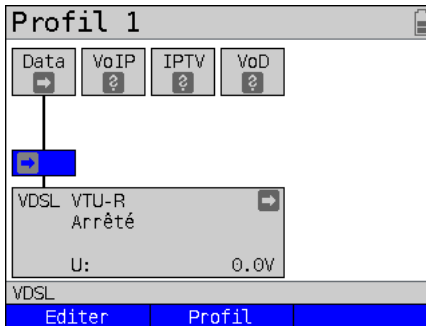 Profil 1
Data VoIP IPTV VoD
? ? ?
VDSL VTU-R
Arrêté
U: 0.0V
VDSL
Editer Profil